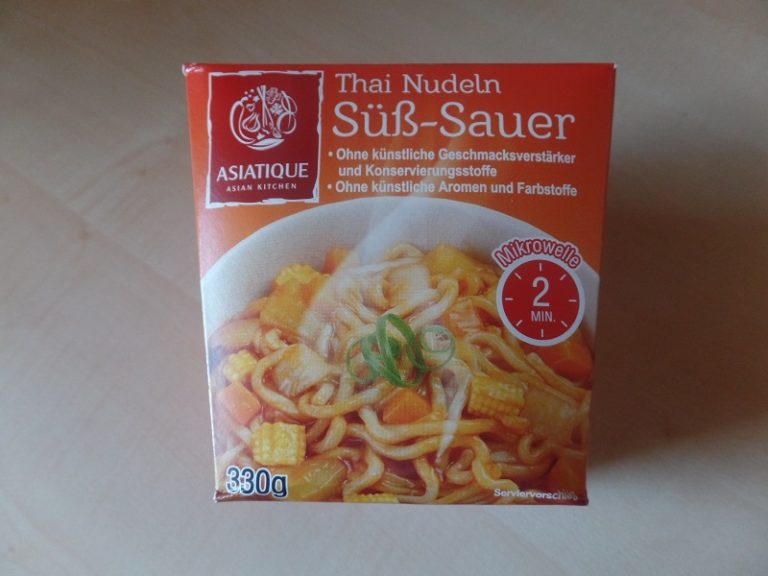 Thai Nudeln
Süß-Sauer
• Ohne künstliche Geschmacksverstärker
und Konservierungsstoffe
• Ohne künstliche Aromen und Farbstoffe
ASIATIQUE
ASIAN KITCHEN
Mikrowelle
2
MIN.
330g
Serviervorschlag